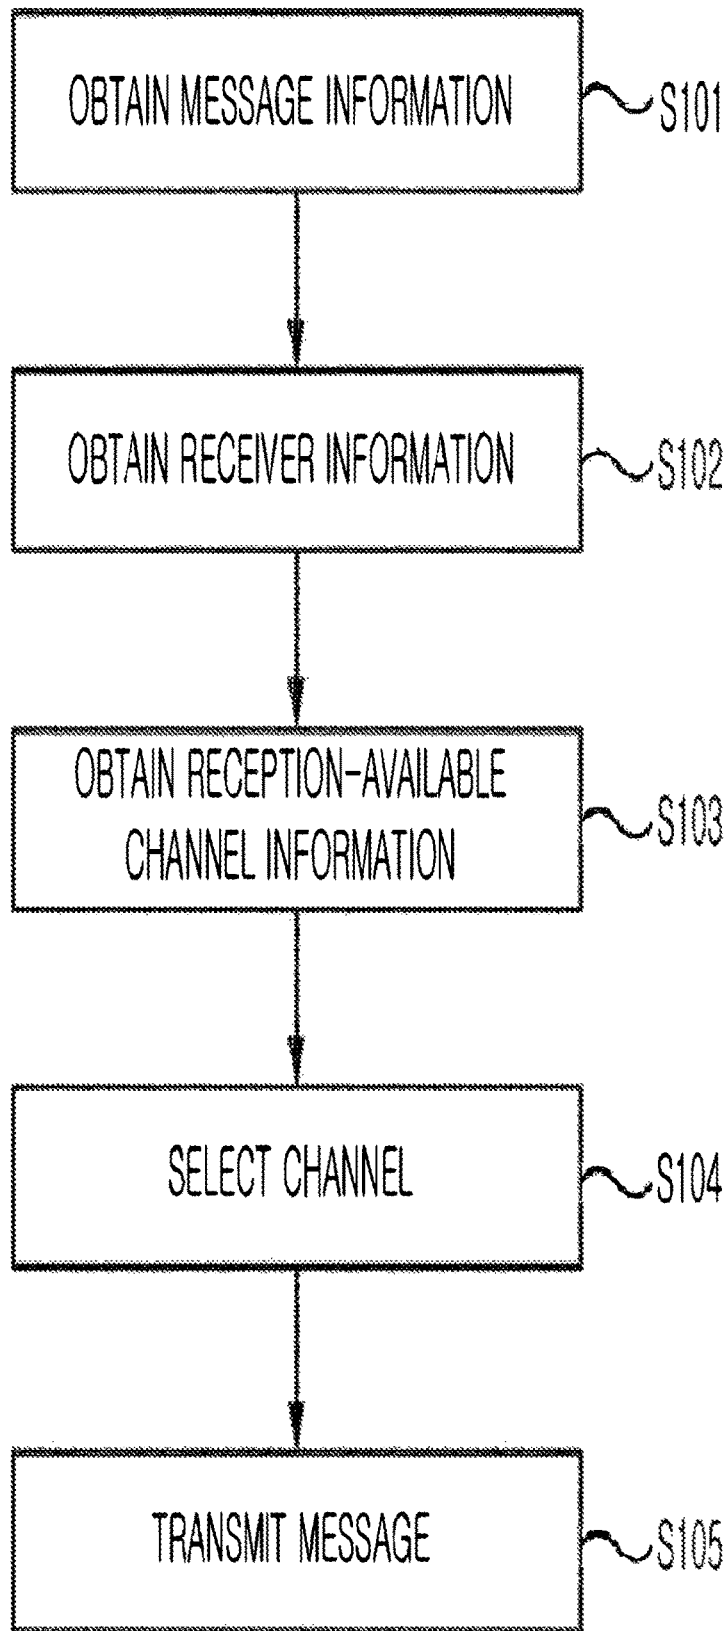 OBTAIN MESSAGE INFORMATION
S101
OBTAIN RECEIVER INFORMATION
S102
OBTAIN RECEPTION-AVAILABLE
CHANNEL INFORMATION
S103
SELECT CHANNEL
S104
TRANSMIT MESSAGE
S105